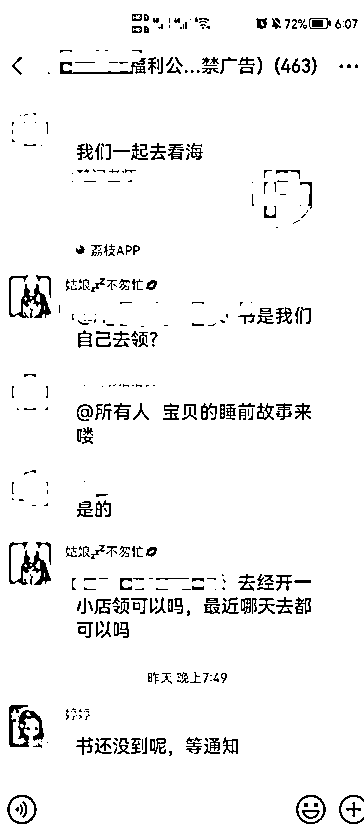 72% 6:07
福利公...禁广告) (463)
我们一起去看海
荔枝APP
姑娘zzZ不匆忙
书是我们
自己去领?
@所有人 宝贝的睡前故事来
喽
是的
姑娘zzZ不匆忙
去经开一
小店领可以吗，最近哪天去都
可以吗
昨天 晚上7:49
婷婷
书还没到呢，等通知